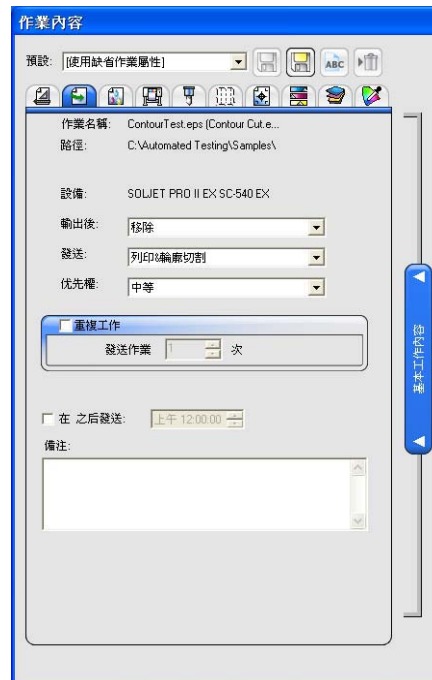 作業內容
預設: [使用缺省作業屬性]
ABC
作業名稱: ContourTest.eps (Contour Cut.e...
路徑: C:\Automated Testing\Samples\
設備: SOLJET PRO II EX SC-540 EX
輸出後: 移除
發送: 列印&輪廓切割
优先權: 中等
重複工作
發送作業 1 次
在 之后發送: 上午 12:00:00
備注:
基本工作內容